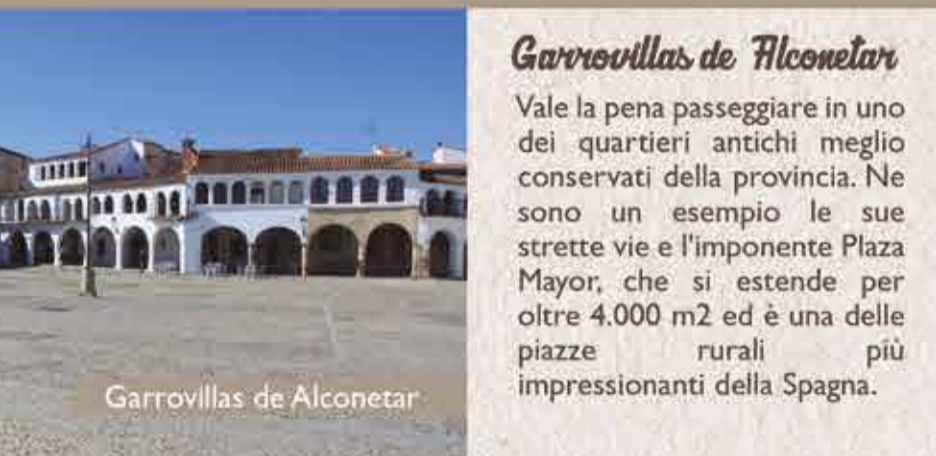 Garrovillas de Alconetar
Vale la pena passeggiare in uno
dei quartieri antichi meglio
conservati della provincia. Ne
sono un esempio le sue
strette vie e l'imponente Plaza
Mayor, che si estende per
oltre 4.000 m2 ed è una delle
piazze rurali più
impressionanti della Spagna.
Garrovillas de Alconetar